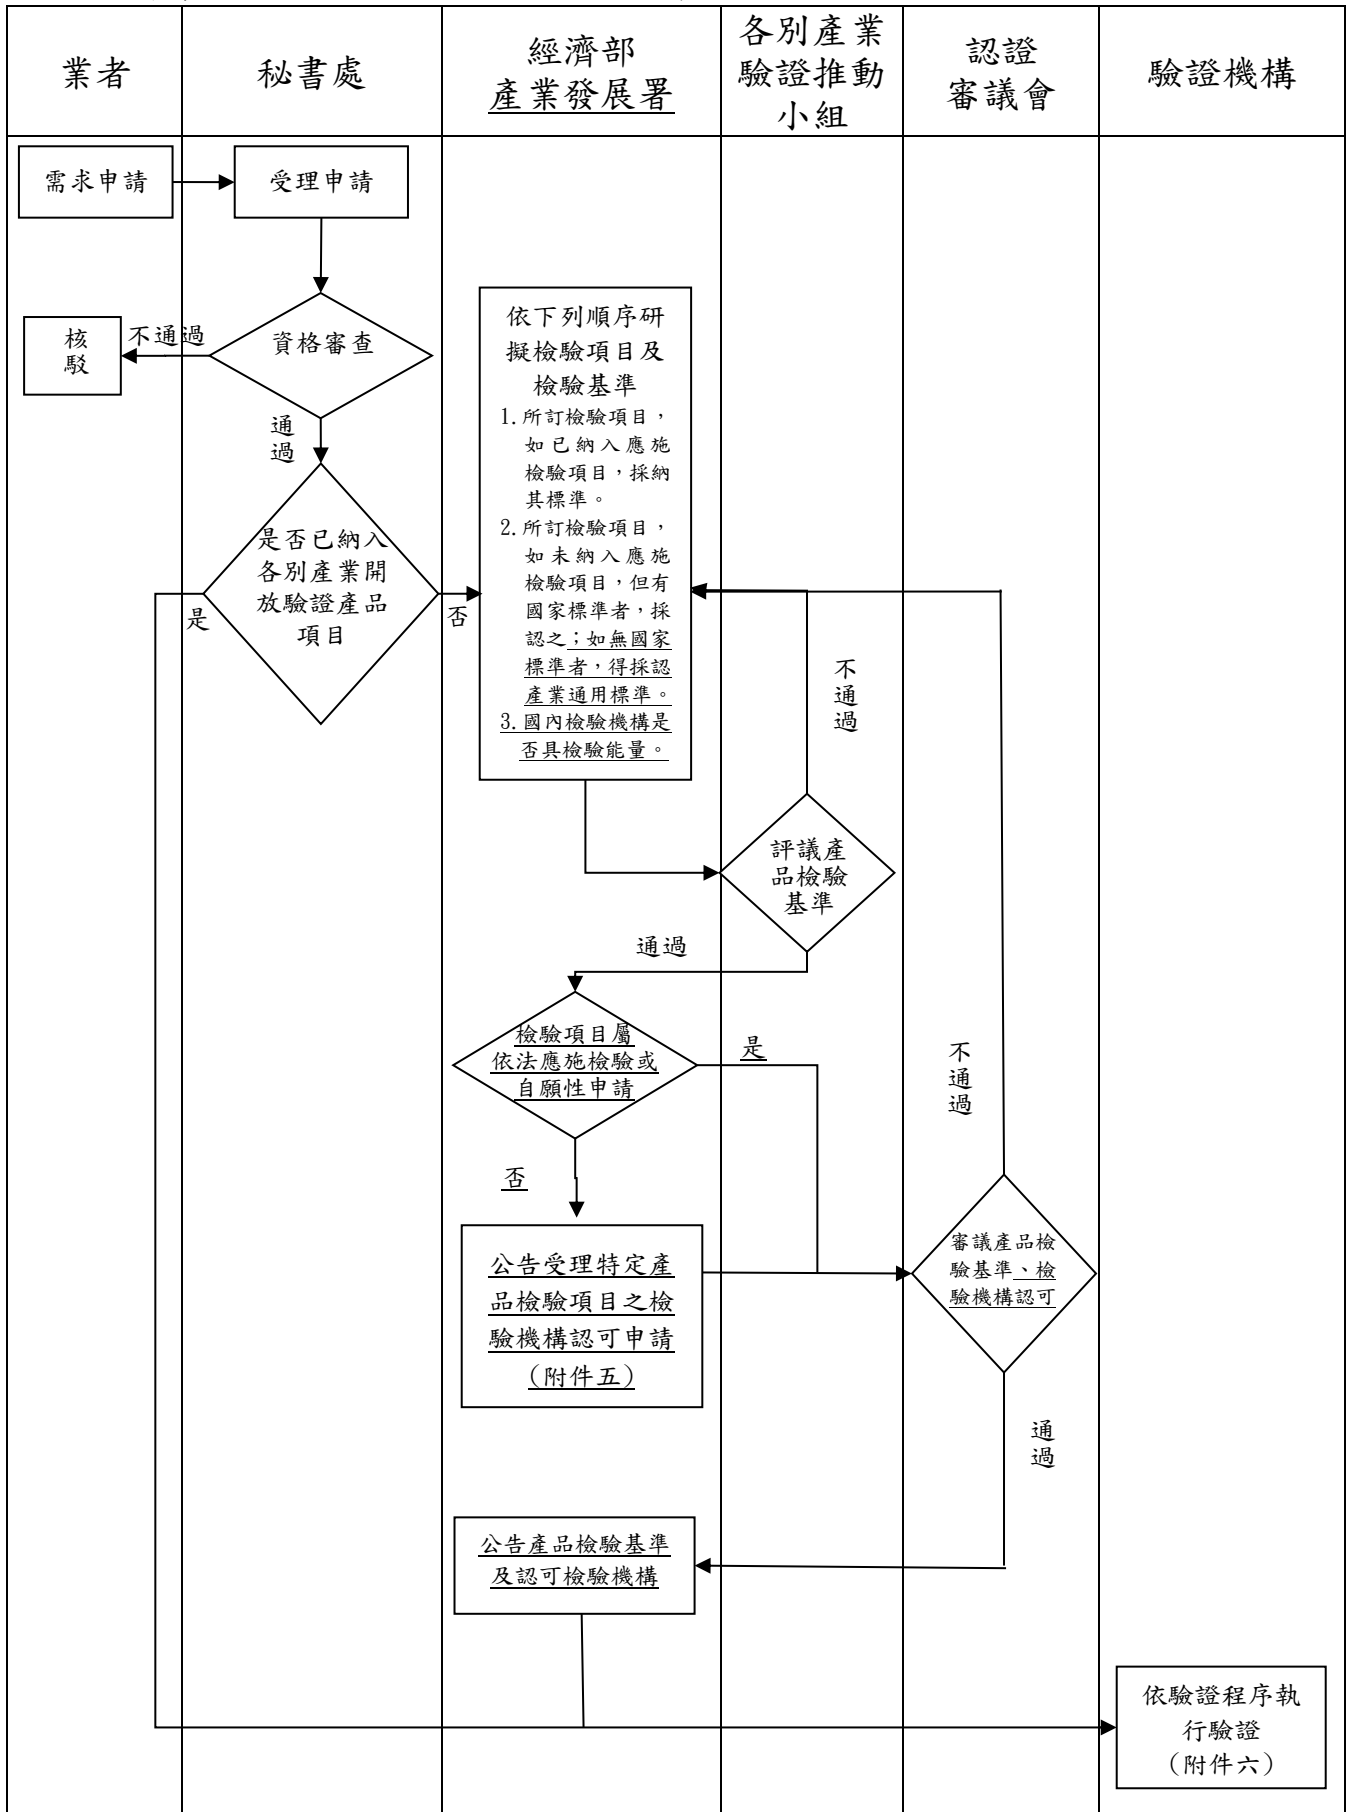 業者
秘書處
經濟部
產業發展署
各別產業
驗證推動
小組
認證
審議會
驗證機構
需求申請
受理申請
核
駁
不通過
資格審查
通
過
是否已納入
各別產業開
放驗證產品
項目
是
否
依下列順序研
擬檢驗項目及
檢驗基準
1.所訂檢驗項目，
如已納入應施
檢驗項目，採納
其標準。
2.所訂檢驗項目，
如未納入應施
檢驗項目，但有
國家標準者，採
認之；如無國家
標準者，得採認
產業通用標準。
3.國內檢驗機構是
否具檢驗能量。
不
通
過
評議產
品檢驗
基準
通過
檢驗項目屬
依法應施檢驗或
自願性申請
是
否
不
通
過
公告受理特定產
品檢驗項目之檢
驗機構認可申請
（附件五）
審議產品檢
驗基準、檢
驗機構認可
通
過
公告產品檢驗基準
及認可檢驗機構
依驗證程序執
行驗證
（附件六）